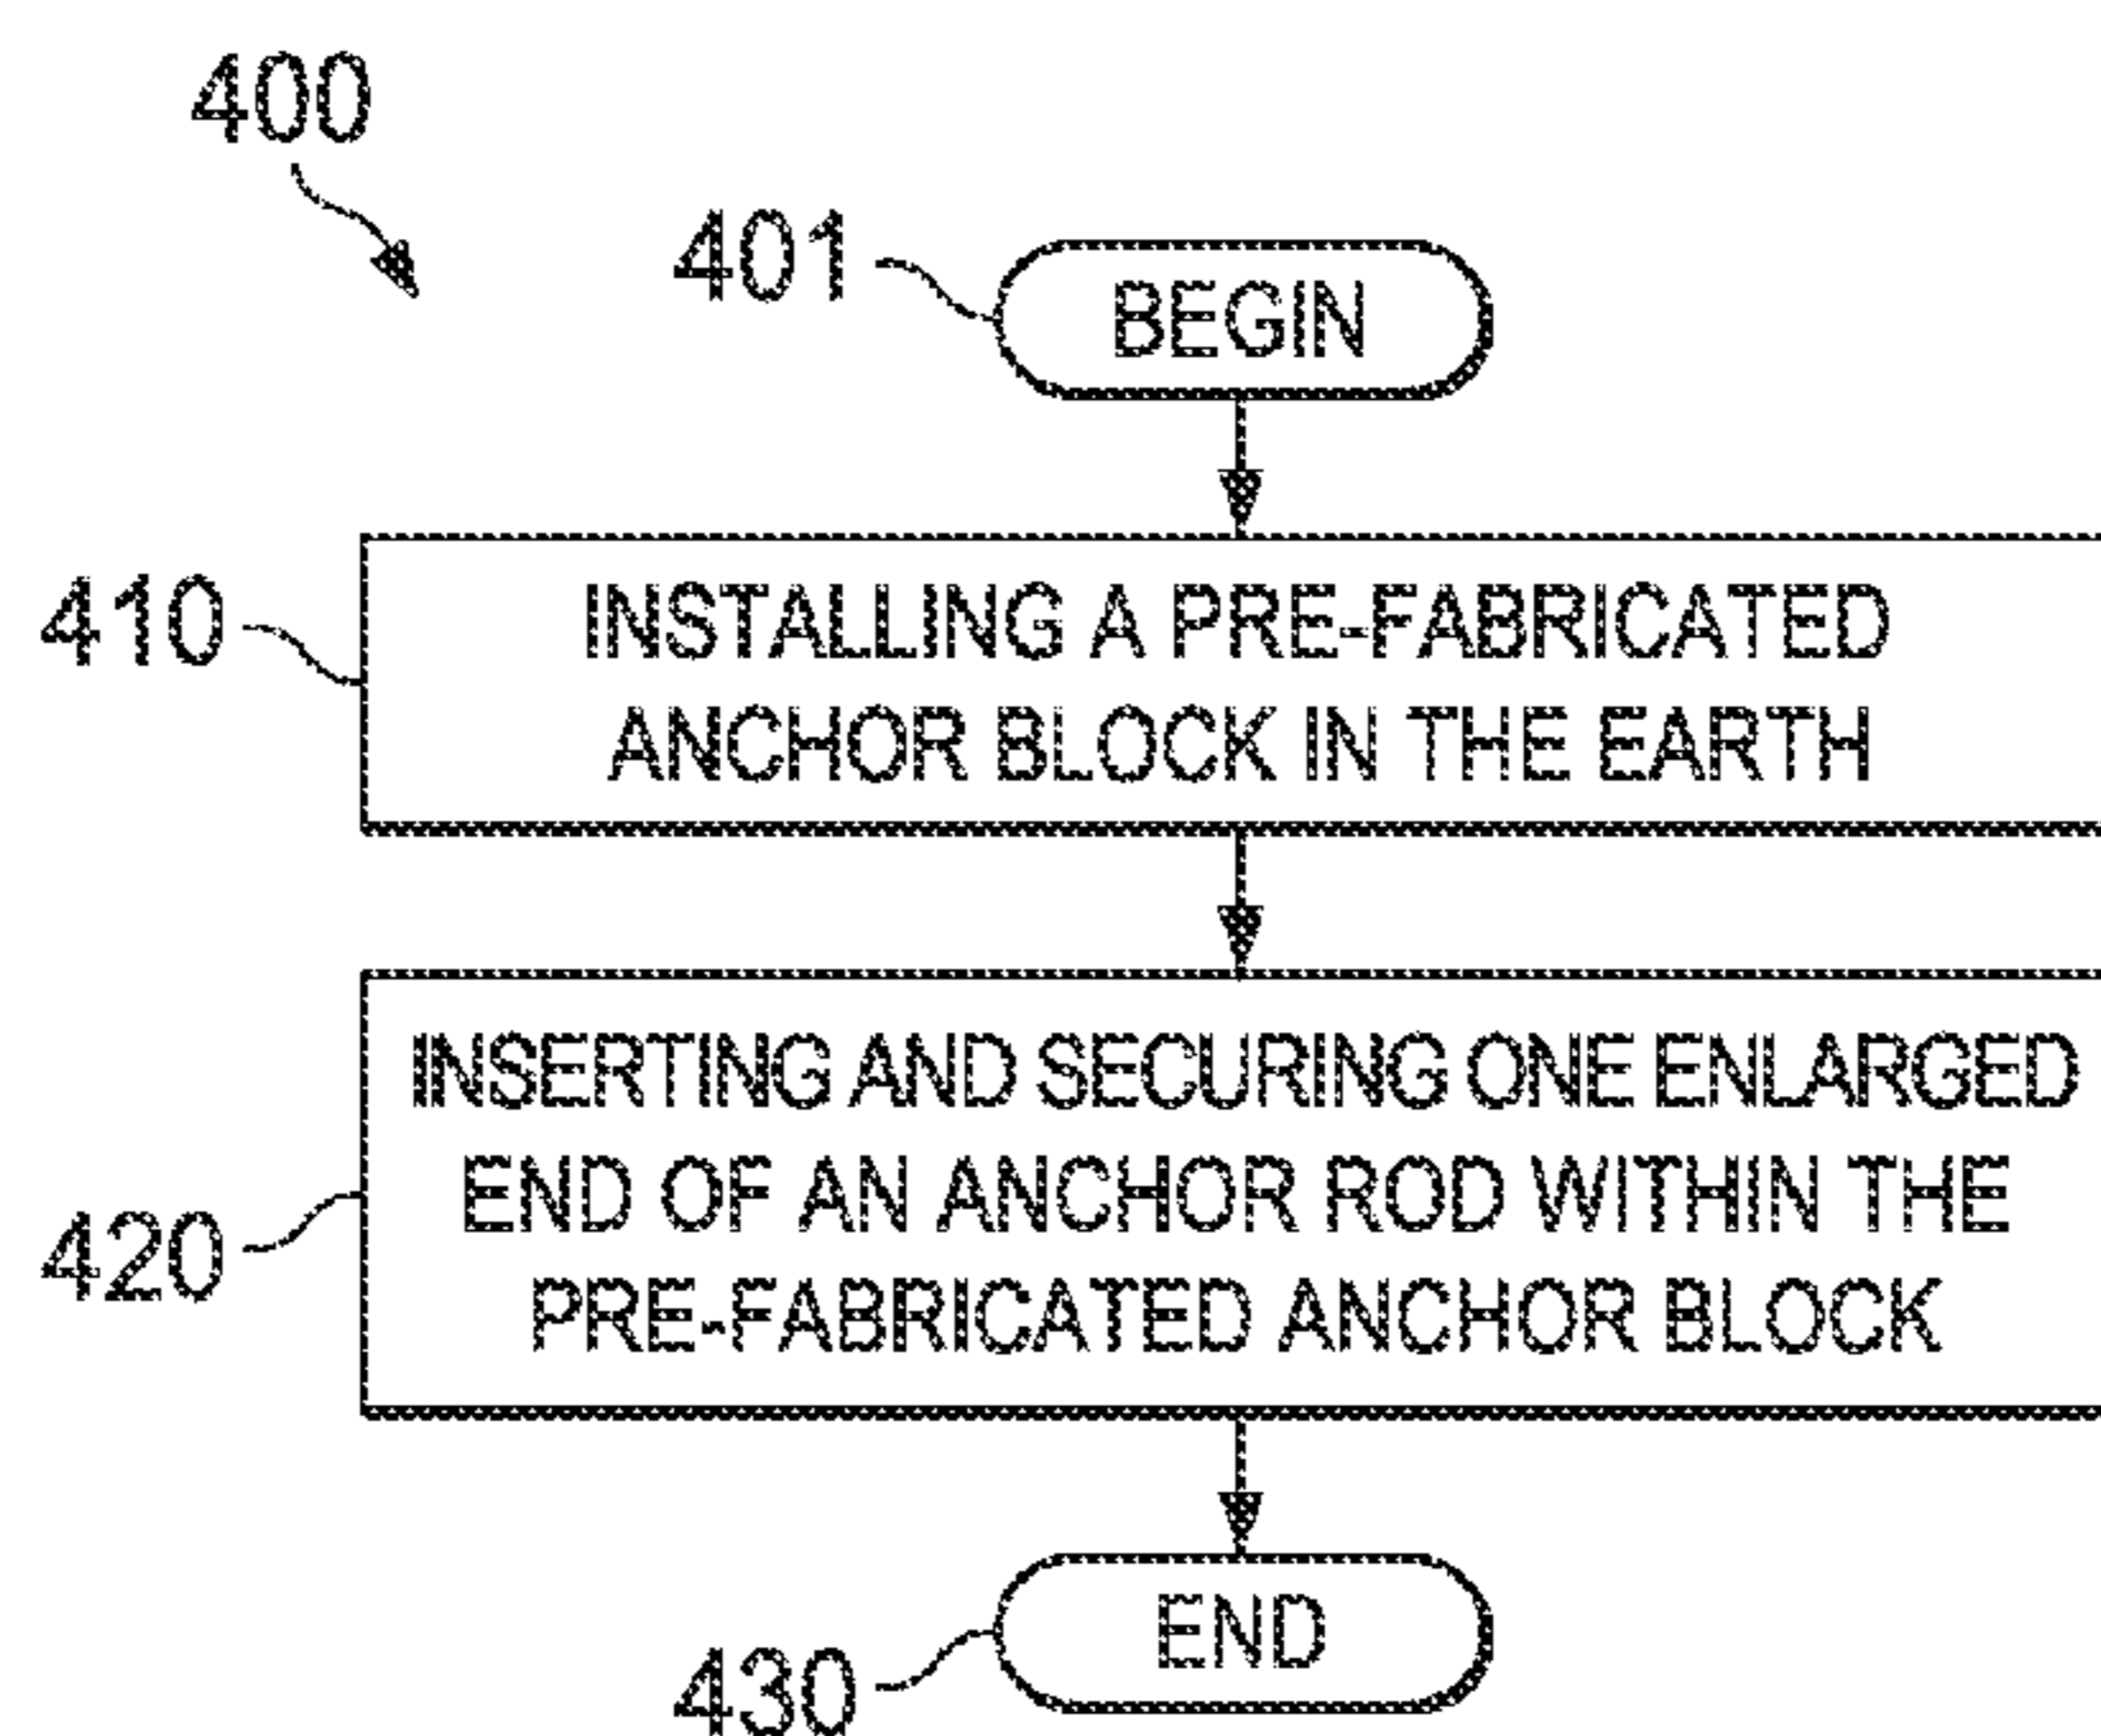 400
401
BEGIN
410
INSTALLING A PRE-FABRICATED
ANCHOR BLOCK IN THE EARTH
420
INSERTING AND SECURING ONE ENLARGED
END OF AN ANCHOR ROD WITHIN THE
PRE-FABRICATED ANCHOR BLOCK
430
END